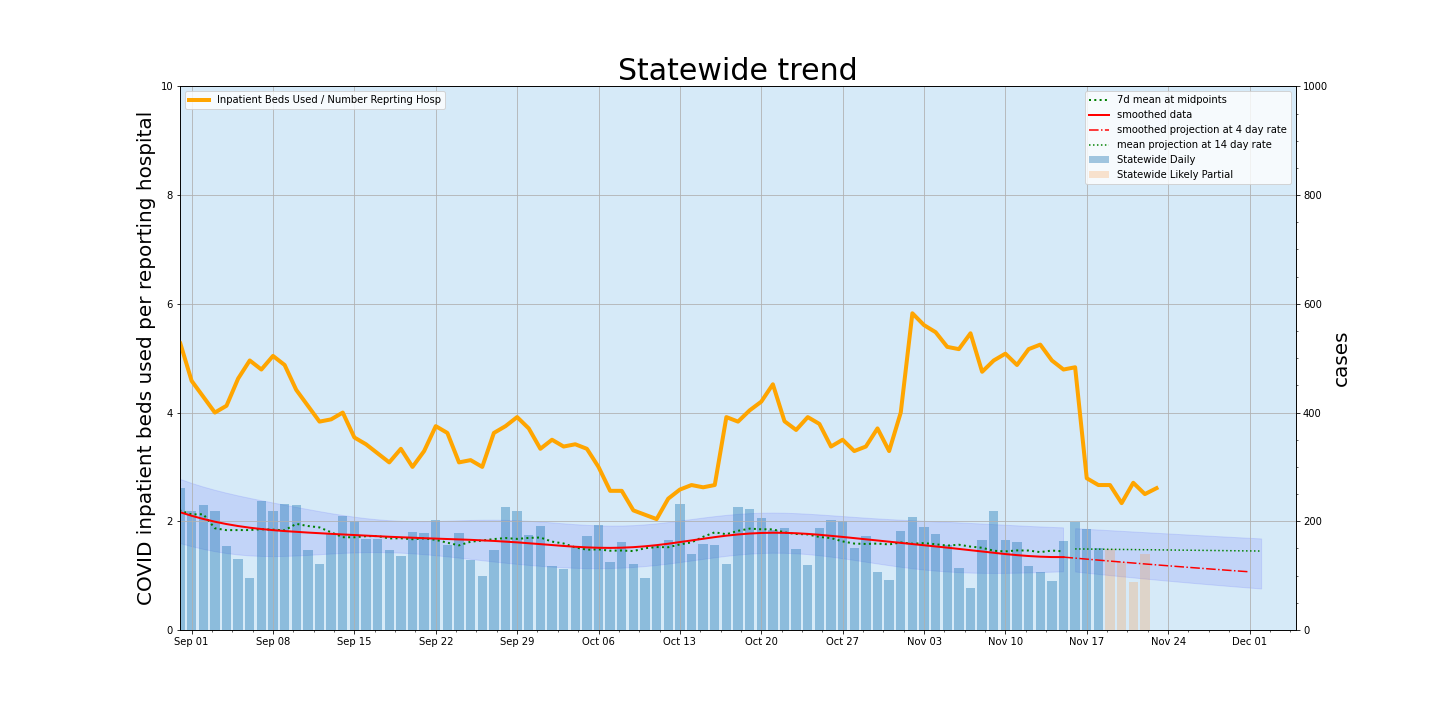 Statewide trend
Inpatient Beds Used / Number Reprting Hosp
7d mean at midpoints
smoothed data
smoothed projection at 4 day rate
mean projection at 14 day rate
Statewide Daily
Statewide Likely Partial
COVID inpatient beds used per reporting hospital
10
8
6
4
2
0
1000
800
600
400
200
0
cases
Sep 01 Sep 08 Sep 15 Sep 22 Sep 29 Oct 06 Oct 13 Oct 20 Oct 27 Nov 03 Nov 10 Nov 17 Nov 24 Dec 01